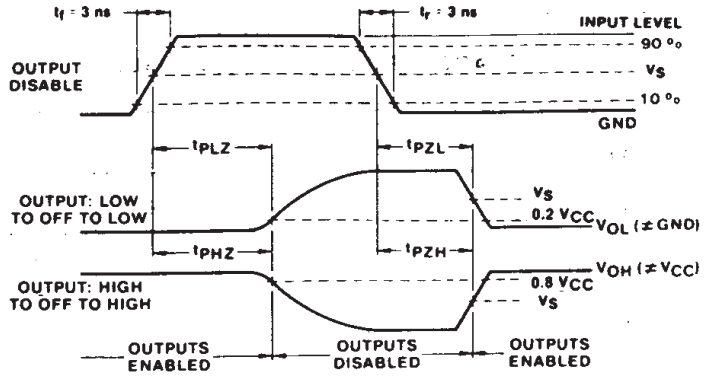 tf = 3 ns
tr = 3 ns
INPUT LEVEL
90 %
OUTPUT
DISABLE
VS
10 %
GND
tPLZ
tPZL
OUTPUT: LOW
TO OFF TO LOW
VS
0.2 VCC
VOL (≠ GND)
tPHZ
tPZH
OUTPUT: HIGH
TO OFF TO HIGH
VOH (≠ VCC)
0.8 VCC
VS
OUTPUTS
ENABLED
OUTPUTS
DISABLED
OUTPUTS
ENABLED